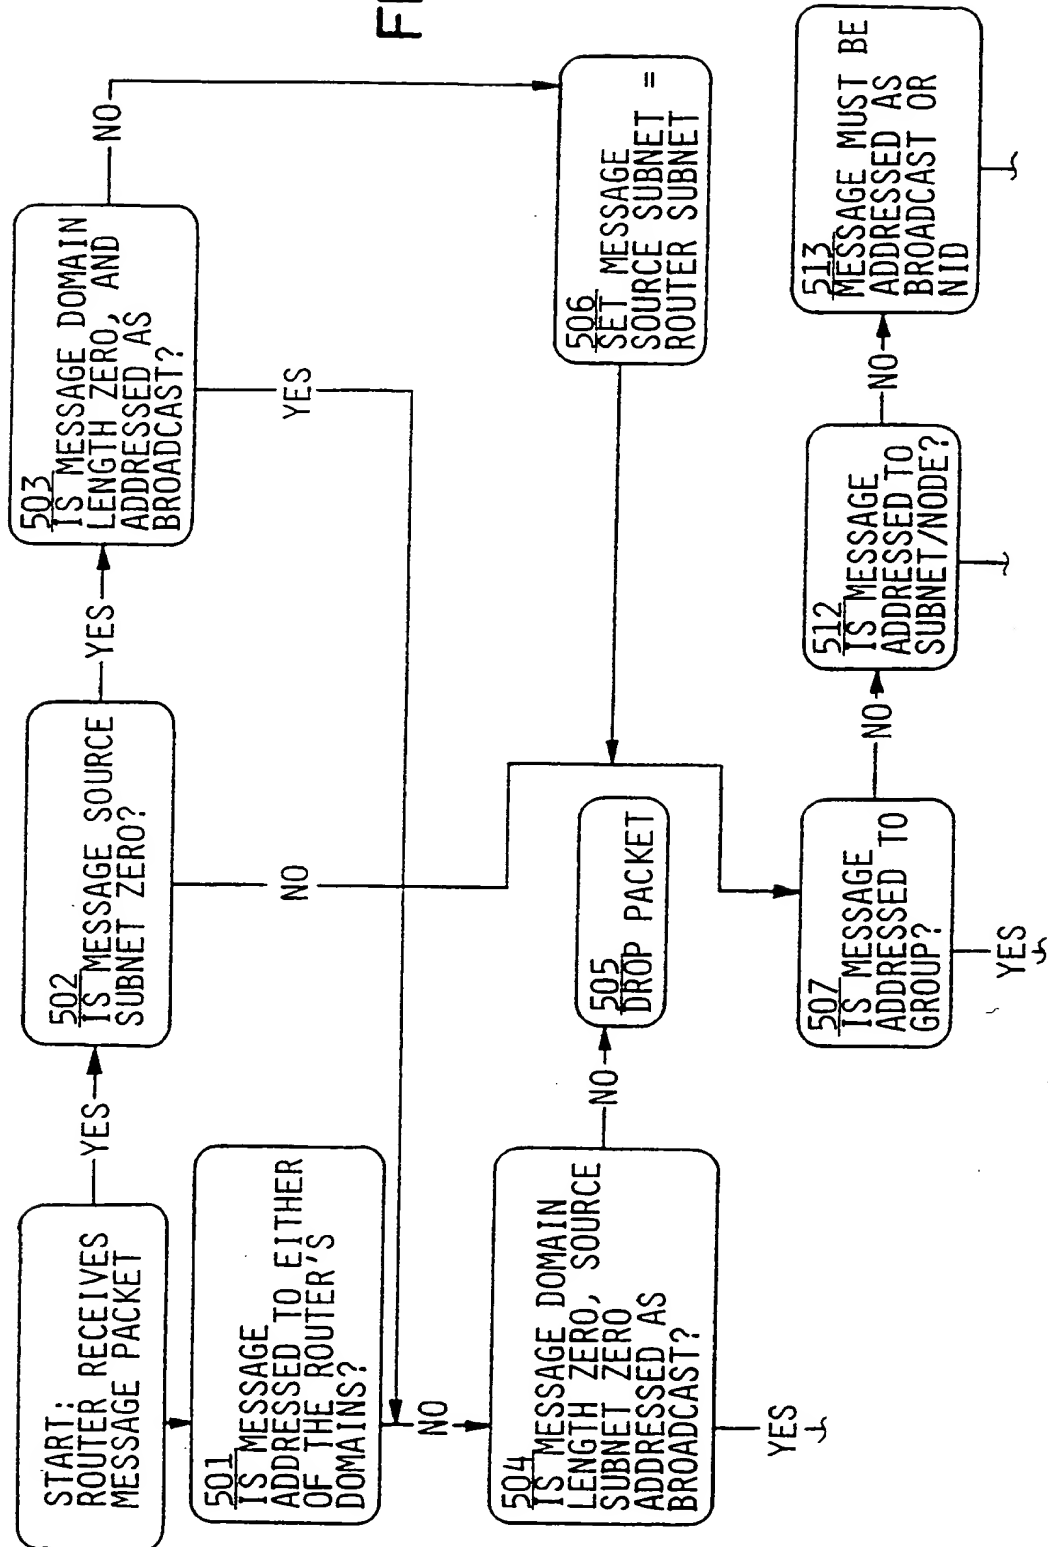 FI
START:
ROUTER RECEIVES
MESSAGE PACKET
YES
502
IS MESSAGE SOURCE
SUBNET ZERO?
YES
503
IS MESSAGE DOMAIN
LENGTH ZERO, AND
ADDRESSED AS
BROADCAST?
NO
501
IS MESSAGE
ADDRESSED TO EITHER
OF THE ROUTER'S
DOMAINS?
NO
NO
YES
504
IS MESSAGE DOMAIN
LENGTH ZERO, SOURCE
SUBNET ZERO
ADDRESSED AS
BROADCAST?
YES
NO
505
DROP PACKET
506
SET MESSAGE
SOURCE SUBNET =
ROUTER SUBNET
507
IS MESSAGE
ADDRESSED TO
GROUP?
YES
NO
512
IS MESSAGE
ADDRESSED TO
SUBNET/NODE?
NO
513
MESSAGE MUST BE
ADDRESSED AS
BROADCAST OR
NID